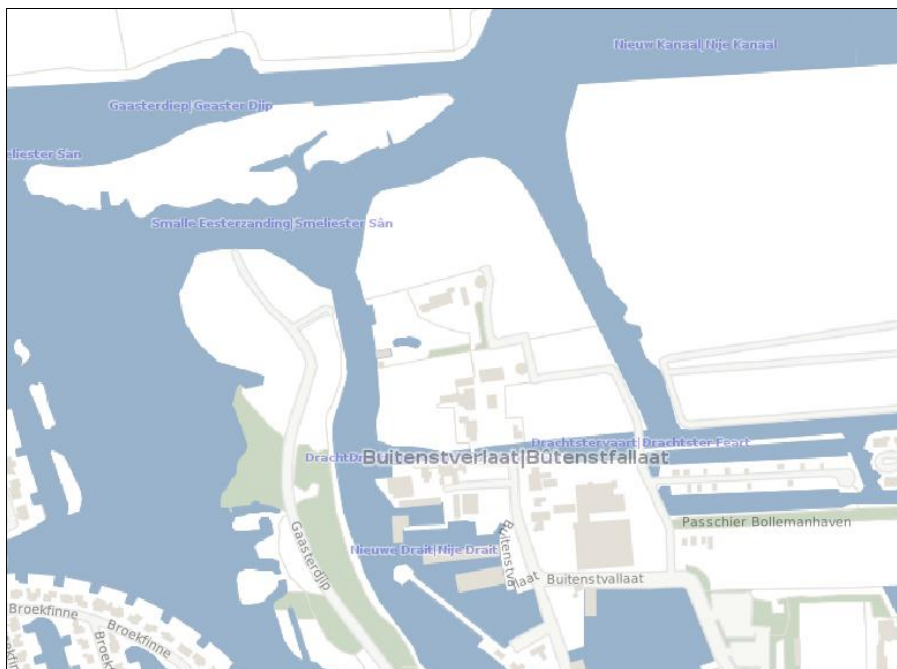 Nieuw Kanaal|Nije Kanaal
Gaasterdiep|Geaster Djip
eliester Sân
Smalle Eesterzanding|Smeliester Sân
Drachtstervaart|Drachtster Feart
Buitenstverlaat|Bûtenstfallaat
Passchier Bollemanhaven
Nieuwe Drait|Nije Drait
Buitenstvallaat
Buitenstvallaat
Gaasterdjip
Broekfinne
Broekfinne